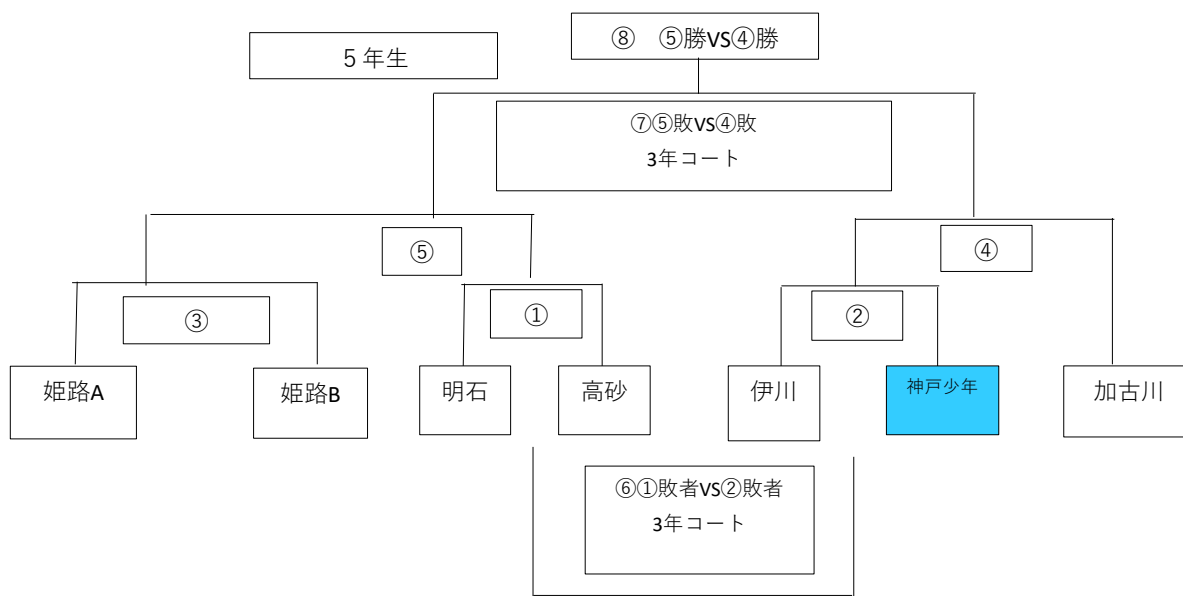 ⑧　⑤勝VS④勝
5年生
⑦⑤敗VS④敗
3年コート
⑤
④
③
①
②
姫路A
姫路B
明石
高砂
伊川
神戸少年
加古川
⑥①敗者VS②敗者
3年コート